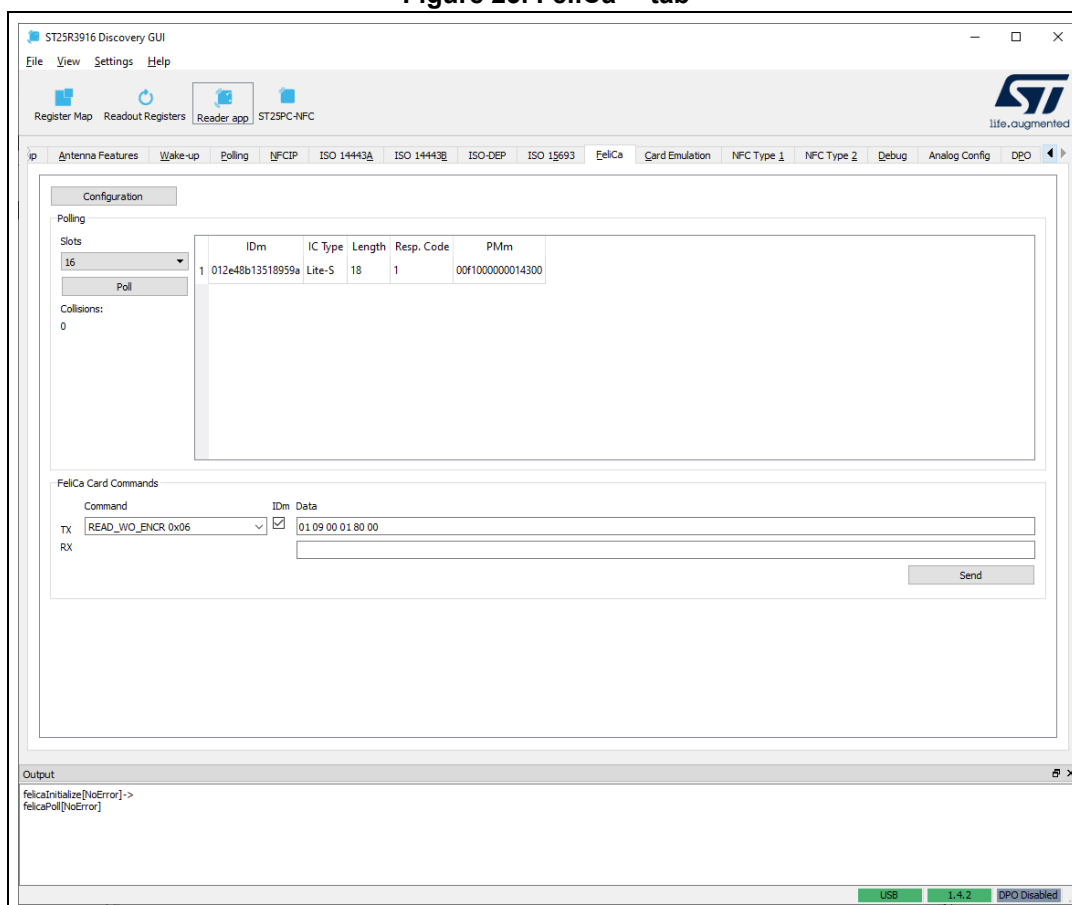 ST25R3916 Discovery GUI
File View Settings Help
Register Map Readout Registers Reader app ST25PC-NFC
life.augmented
Antenna Features Wake-up Polling NFCIP ISO 14443A ISO 14443B ISO-DEP ISO 15693 FeliCa Card Emulation NFC Type 1 NFC Type 2 Debug Analog Config DPO
Configuration
Polling
Slots
16
Poll
Collisions:
0
IDm IC Type Length Resp. Code PMm
1 012e48b13518959a Lite-S 18 1 00f1000000014300
FeliCa Card Commands
Command IDm Data
TX READ_WO_ENCR 0x06 01 09 00 01 80 00
RX
Send
Output
felicaInitialize[NoError]->
felicaPoll[NoError]
USB 1.4.2 DPO Disabled